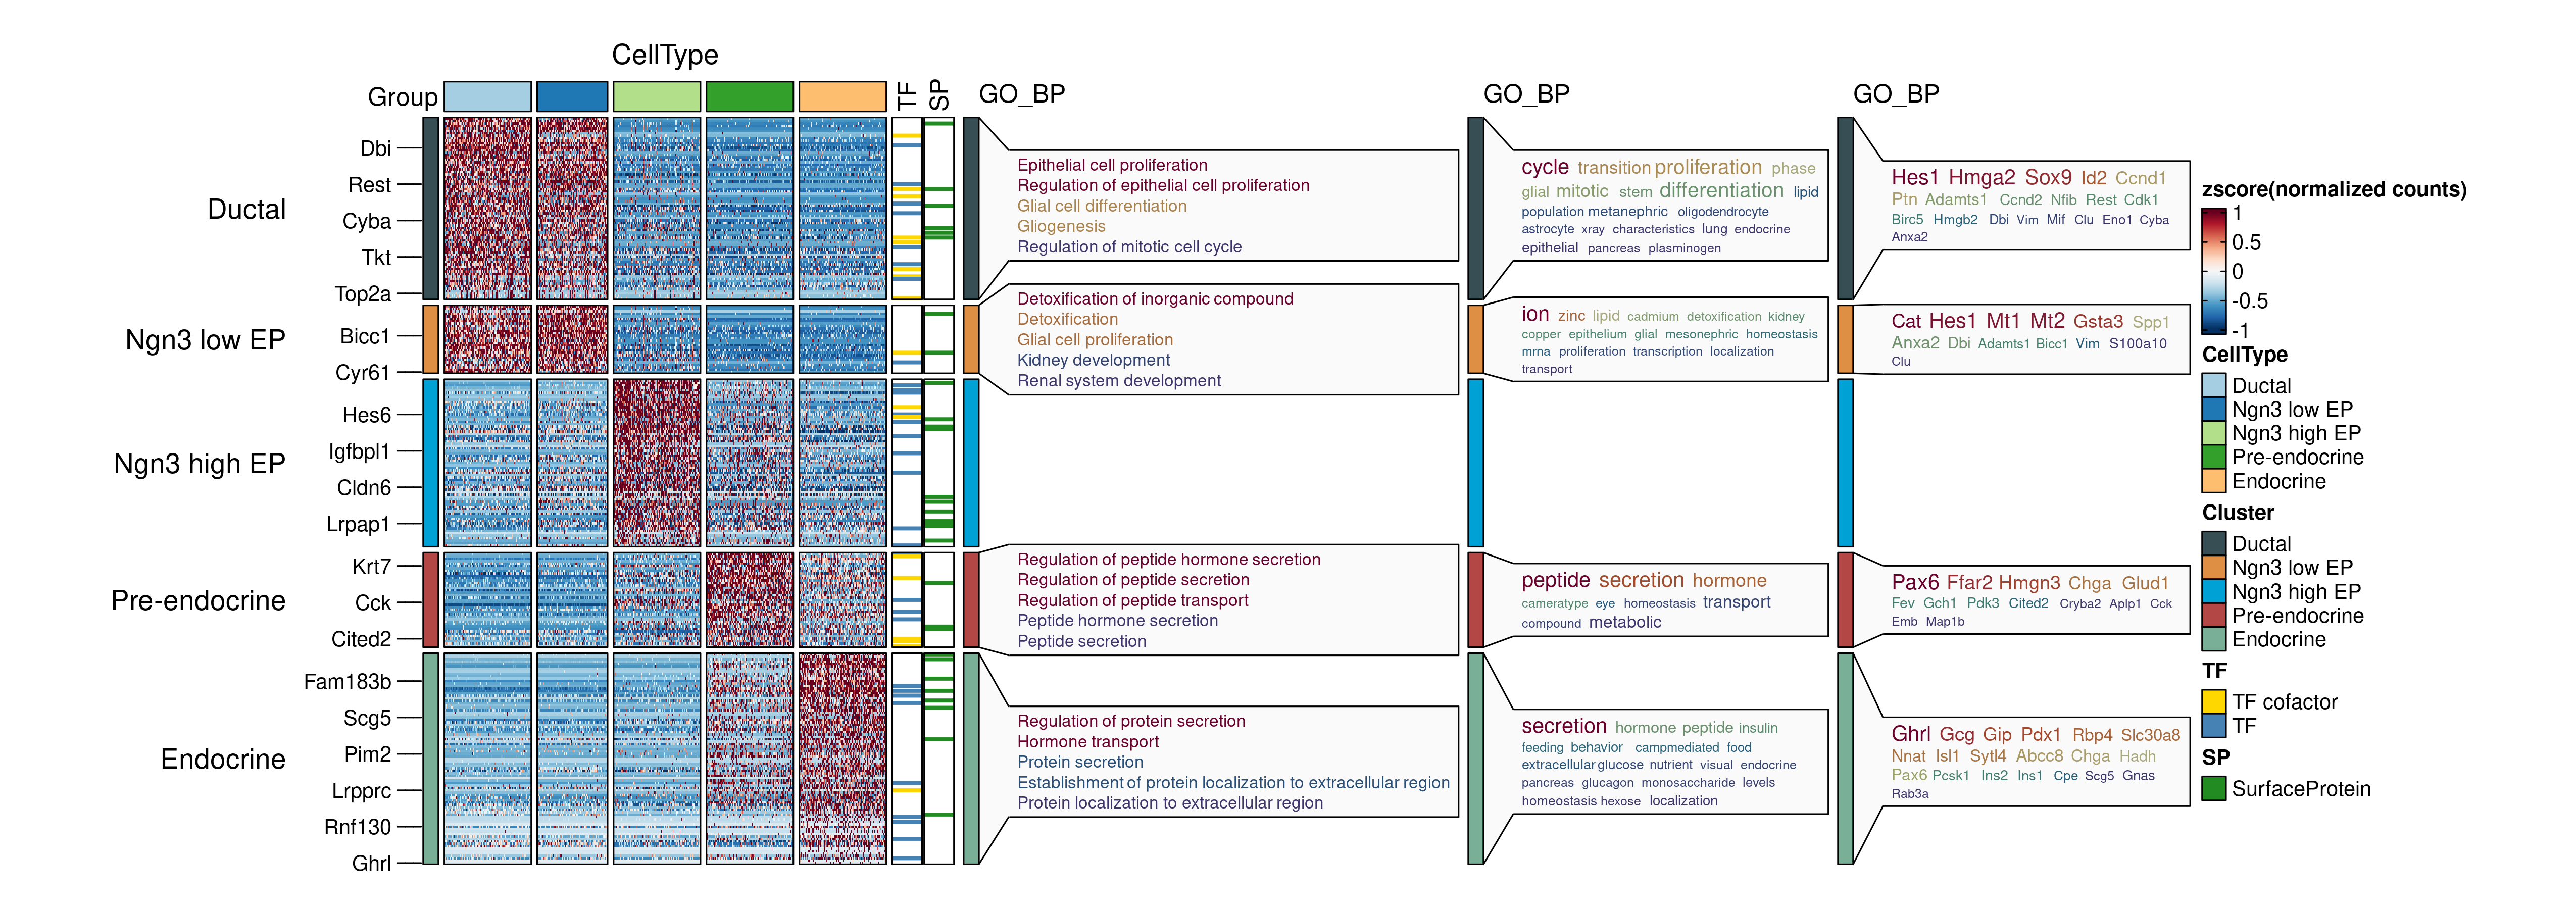 CellType
Group
TF
SP
GO_BP
GO_BP
GO_BP
Ductal
Ngn3 low EP
Ngn3 high EP
Pre-endocrine
Endocrine
Dbi
Rest
Cyba
Tkt
Top2a
Bicc1
Cyr61
Hes6
Igfbpl1
Cldn6
Lrpap1
Krt7
Cck
Cited2
Fam183b
Scg5
Pim2
Lrpprc
Rnf130
Ghrl
Epithelial cell proliferation
Regulation of epithelial cell proliferation
Glial cell differentiation
Gliogenesis
Regulation of mitotic cell cycle
Detoxification of inorganic compound
Detoxification
Glial cell proliferation
Kidney development
Renal system development
Regulation of peptide hormone secretion
Regulation of peptide secretion
Regulation of peptide transport
Peptide hormone secretion
Peptide secretion
Regulation of protein secretion
Hormone transport
Protein secretion
Establishment of protein localization to extracellular region
Protein localization to extracellular region
cycle transition proliferation phase
glial mitotic stem differentiation lipid
population metanephric oligodendrocyte
astrocyte xray characteristics lung endocrine
epithelial pancreas plasminogen
ion zinc lipid cadmium detoxification kidney
copper epithelium glial mesonephric homeostasis
mrna proliferation transcription localization
transport
peptide secretion hormone
cameratype eye homeostasis transport
compound metabolic
secretion hormone peptide insulin
feeding behavior campmediated food
extracellular glucose nutrient visual endocrine
pancreas glucagon monosaccharide levels
homeostasis hexose localization
Hes1 Hmga2 Sox9 Id2 Ccnd1
Ptn Adamts1 Ccnd2 Nfib Rest Cdk1
Birc5 Hmgb2 Dbi Vim Mif Clu Eno1 Cyba
Anxa2
Cat Hes1 Mt1 Mt2 Gsta3 Spp1
Anxa2 Dbi Adamts1 Bicc1 Vim S100a10
Clu
Pax6 Ffar2 Hmgn3 Chga Glud1
Fev Gch1 Pdk3 Cited2 Cryba2 Aplp1 Cck
Emb Map1b
Ghrl Gcg Gip Pdx1 Rbp4 Slc30a8
Nnat Isl1 Sytl4 Abcc8 Chga Hadh
Pax6 Pcsk1 Ins2 Ins1 Cpe Scg5 Gnas
Rab3a
zscore(normalized counts)
1
0.5
0
-0.5
-1
CellType
Ductal
Ngn3 low EP
Ngn3 high EP
Pre-endocrine
Endocrine
Cluster
Ductal
Ngn3 low EP
Ngn3 high EP
Pre-endocrine
Endocrine
TF
TF cofactor
TF
SP
SurfaceProtein